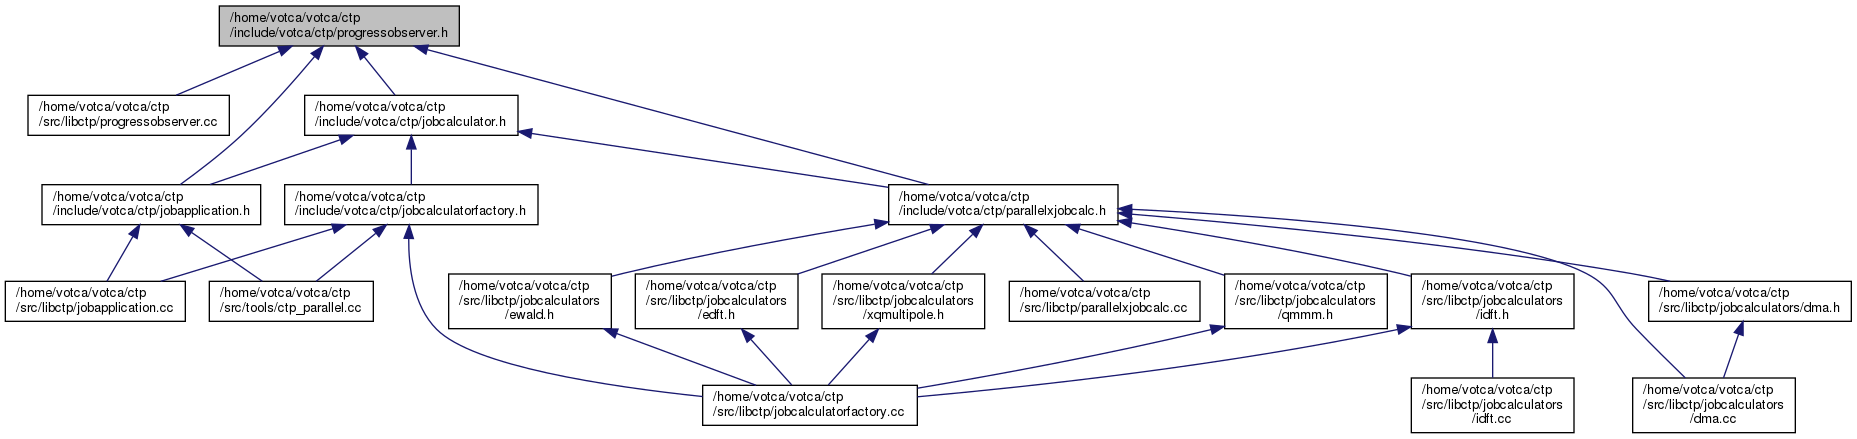 /home/votca/votca/ctp
/include/votca/ctp/progressobserver.h
/home/votca/votca/ctp
/src/libctp/progressobserver.cc
/home/votca/votca/ctp
/include/votca/ctp/jobcalculator.h
/home/votca/votca/ctp
/include/votca/ctp/jobapplication.h
/home/votca/votca/ctp
/include/votca/ctp/jobcalculatorfactory.h
/home/votca/votca/ctp
/include/votca/ctp/parallelxjobcalc.h
/home/votca/votca/ctp
/src/libctp/jobapplication.cc
/home/votca/votca/ctp
/src/tools/ctp_parallel.cc
/home/votca/votca/ctp
/src/libctp/jobcalculators
/ewald.h
/home/votca/votca/ctp
/src/libctp/jobcalculators
/edft.h
/home/votca/votca/ctp
/src/libctp/jobcalculators
/xqmultipole.h
/home/votca/votca/ctp
/src/libctp/parallelxjobcalc.cc
/home/votca/votca/ctp
/src/libctp/jobcalculators
/qmmm.h
/home/votca/votca/ctp
/src/libctp/jobcalculators
/idft.h
/home/votca/votca/ctp
/src/libctp/jobcalculators/dma.h
/home/votca/votca/ctp
/src/libctp/jobcalculatorfactory.cc
/home/votca/votca/ctp
/src/libctp/jobcalculators
/idft.cc
/home/votca/votca/ctp
/src/libctp/jobcalculators
/dma.cc